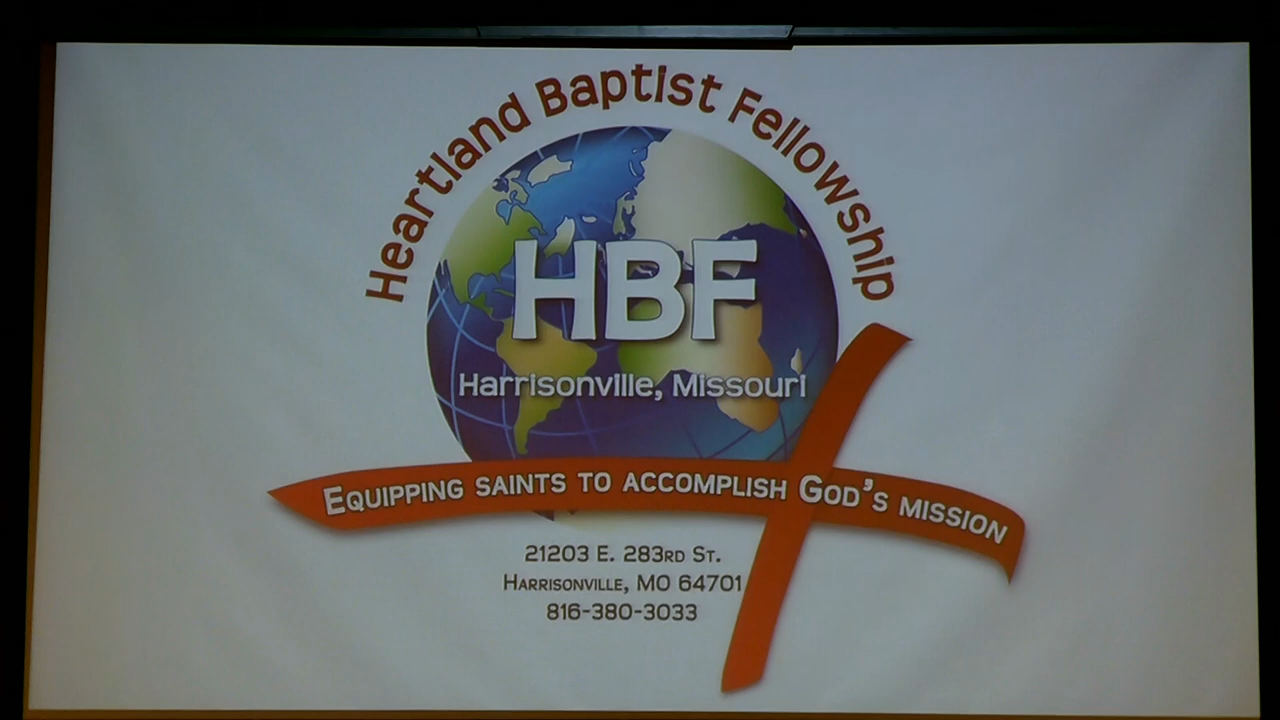 Heartland Baptist Fellowship
HBF
Harrisonville, Missouri
Equipping saints to accomplish God's mission
21203 E. 283rd St.
Harrisonville, MO 64701
816-380-3033